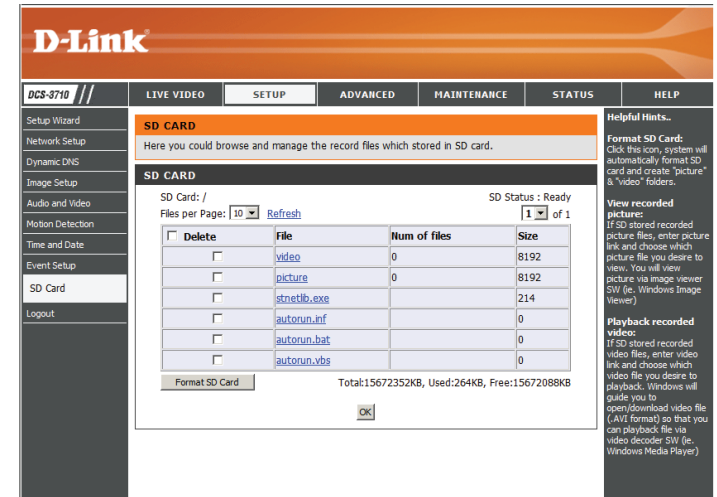 D-Link
DCS-3710 // LIVE VIDEO SETUP ADVANCED MAINTENANCE STATUS HELP
Setup Wizard
Network Setup
Dynamic DNS
Image Setup
Audio and Video
Motion Detection
Time and Date
Event Setup
SD Card
Logout
SD CARD
Here you could browse and manage the record files which stored in SD card.
SD CARD
SD Card: / SD Status : Ready
Files per Page: 10 Refresh 1 of 1
Delete File Num of files Size
video 0 8192
picture 0 8192
stnetlib.exe 214
autorun.inf 0
autorun.bat 0
autorun.vbs 0
Format SD Card Total:15672352KB, Used:264KB, Free:15672088KB
OK
Helpful Hints..
Format SD Card:
Click this icon, system will
automatically format SD
card and create "picture"
& "video" folders.
View recorded
picture:
If SD stored recorded
picture files, enter picture
link and choose which
picture file you desire to
view. You will view
picture via image viewer
SW (ie. Windows Image
Viewer)
Playback recorded
video:
If SD stored recorded
video files, enter video
link and choose which
video file you desire to
playback. Windows will
guide you to
open/download video file
(.AVI format) so that you
can playback file via
video decoder SW (ie.
Windows Media Player)